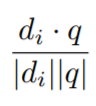 d_i · q
|d_i||q|